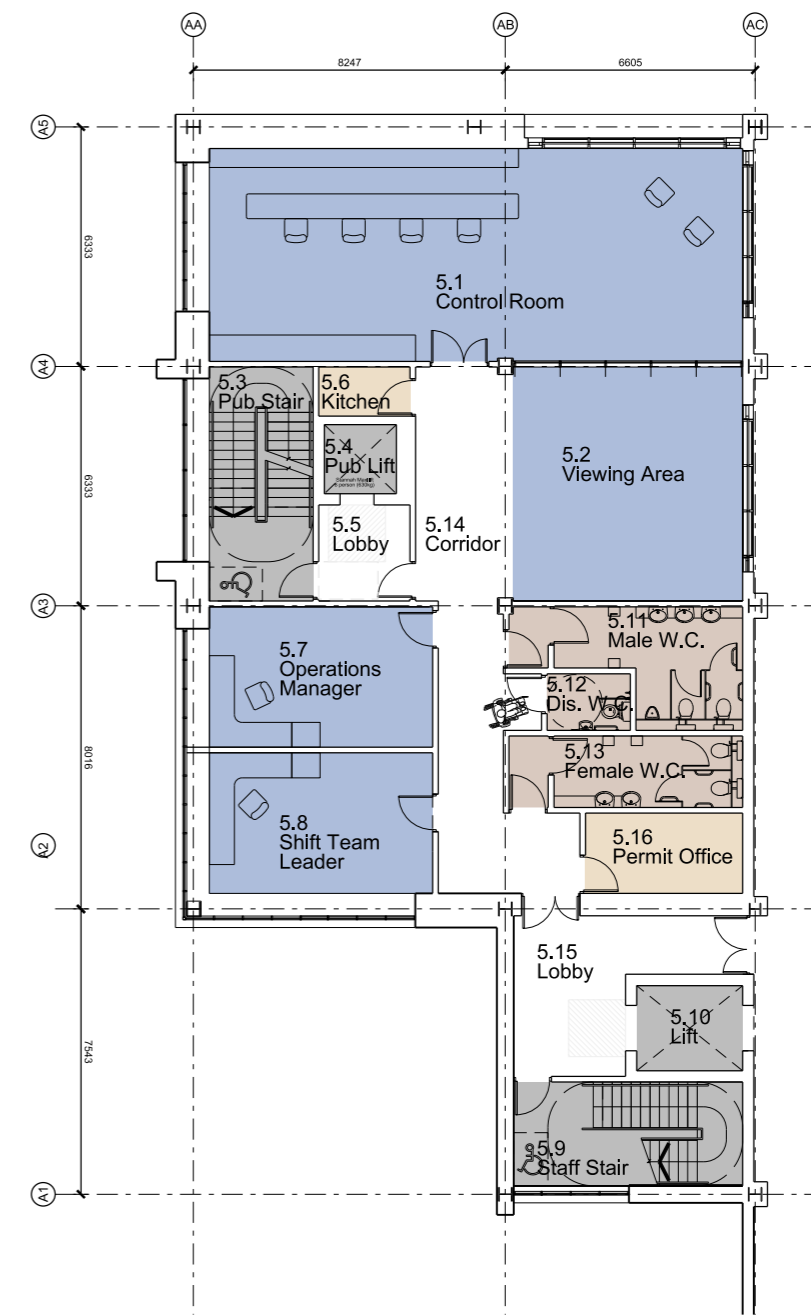 AA
AB
AC
8247
6605
A5
6333
5.1
Control Room
A4
5.3
Pub Stair
5.6
Kitchen
5.4
Pub Lift
6333
5.2
Viewing Area
5.5
Lobby
5.14
Corridor
A3
5.11
Male W.C.
5.7
Operations
Manager
5.12
Dis. W.C.
8016
5.13
Female W.C.
A2
5.8
Shift Team
Leader
5.16
Permit Office
5.15
Lobby
5.10
Lift
7543
5.9
Staff Stair
A1